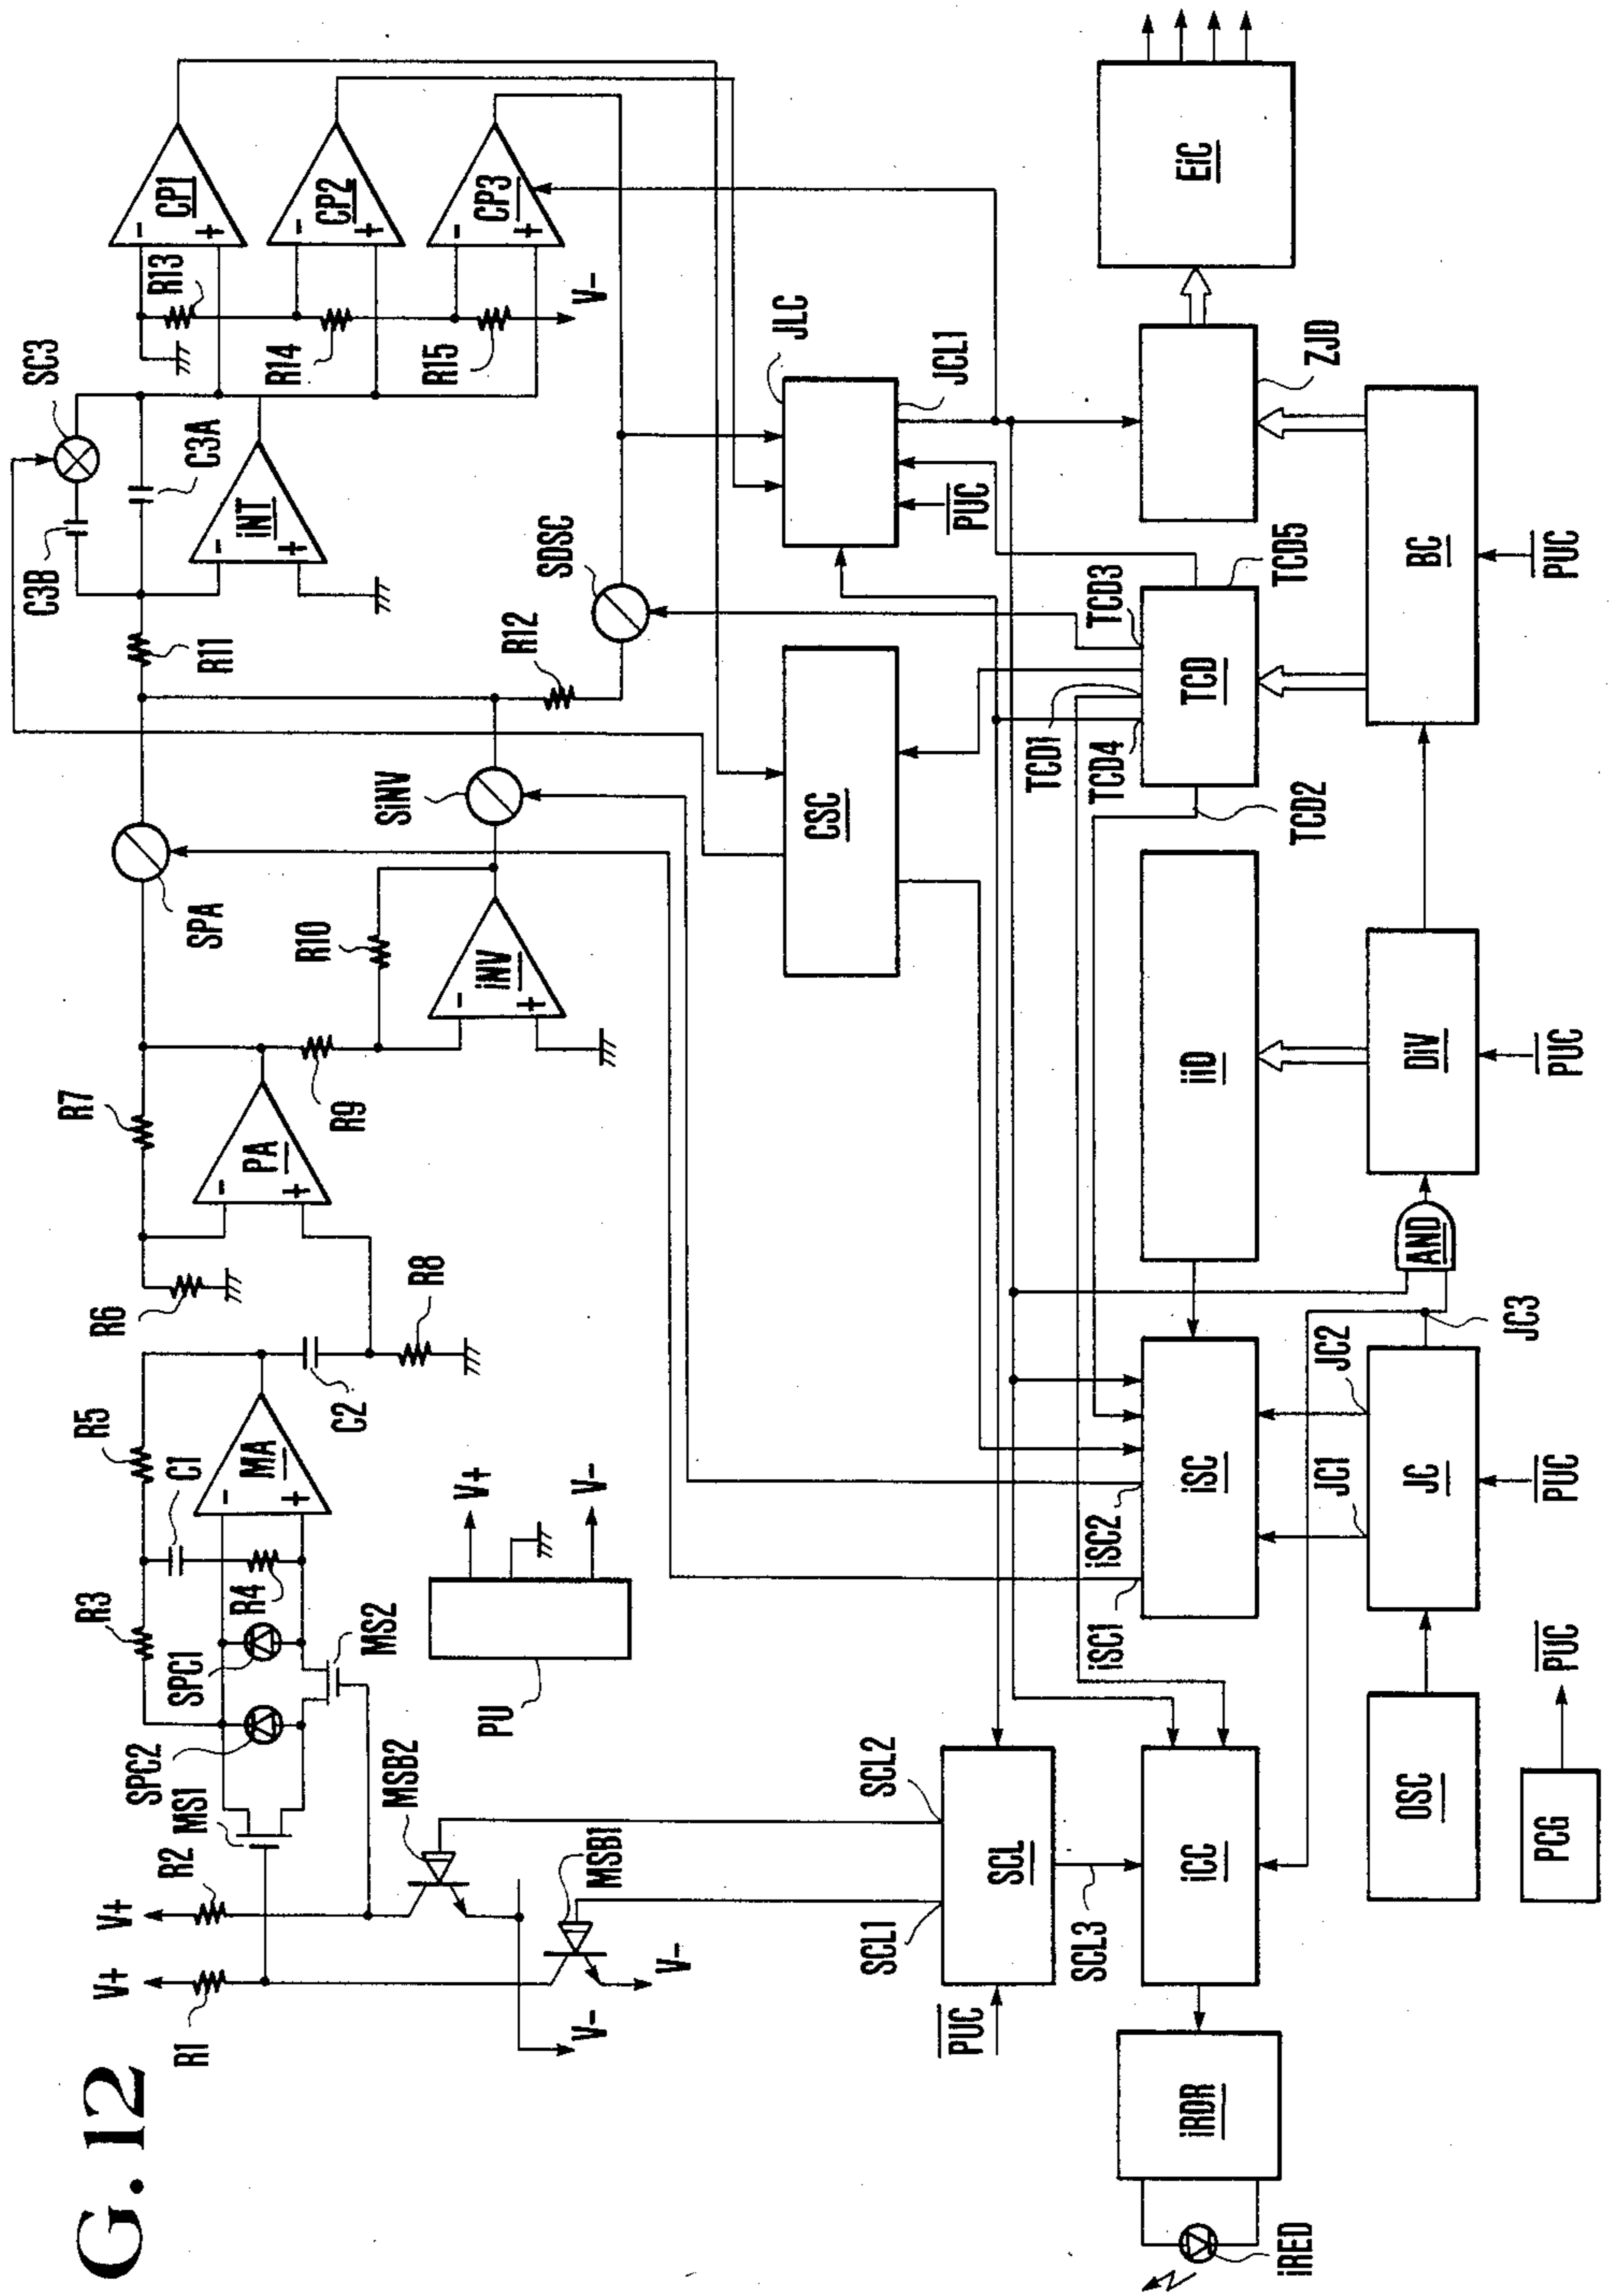 G. 12
V+
V+
R1
R2
MS1
SPC2
SPC1
R3
R4
C1
R5
MA
-
+
MS2
C2
R8
R6
R7
PA
-
+
R9
R10
iNV
-
+
SPA
SiNV
R11
R12
C3B
C3A
SC3
iNT
-
+
SDSC
R13
R14
R15
V-
CP1
-
+
CP2
-
+
CP3
-
+
PU
V+
V-
MSB2
MSB1
V-
V-
SCL1
SCL2
SCL
PUC
SCL3
CSC
JLC
JCL1
PUC
iRED
iRDR
iCC
iSC1
iSC2
iSC
iiD
TCD1
TCD4
TCD3
TCD
TCD2
TCD5
ZJD
EiC
OSC
JC1
JC2
JC
JC3
PUC
AND
DiV
PUC
BC
PUC
PCG
PUC